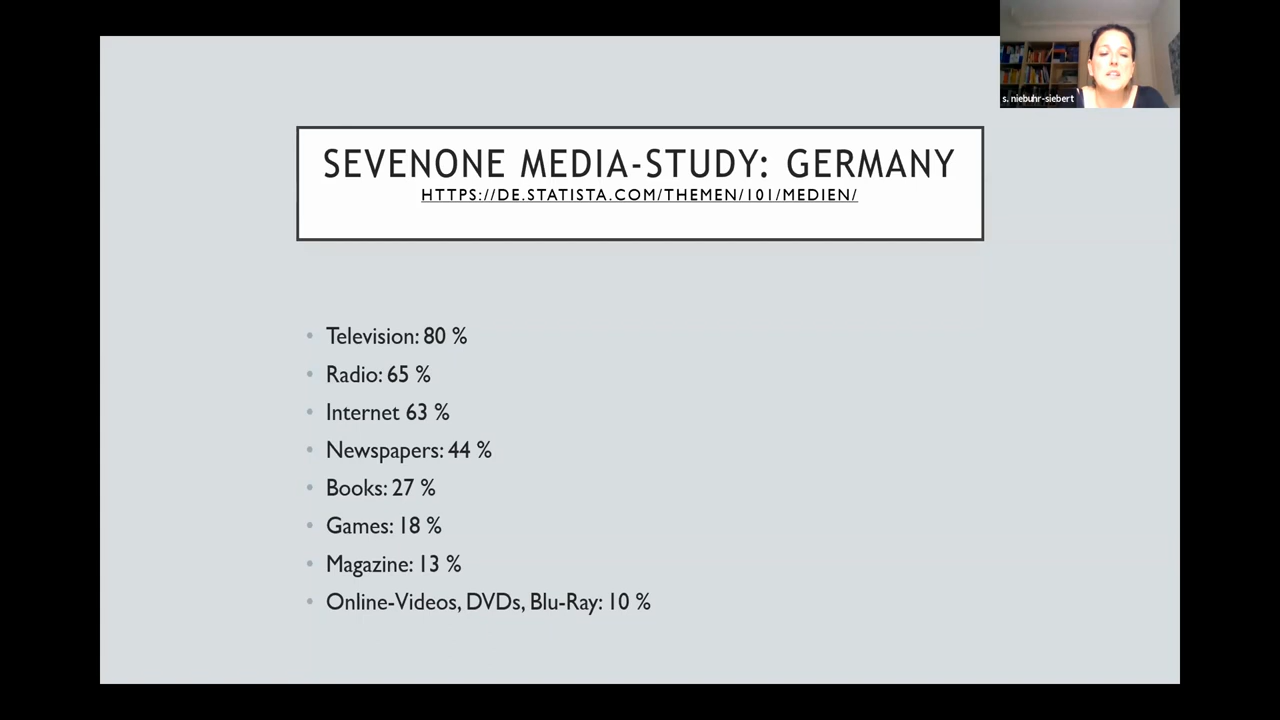 s. niebuhr-siebert
SEVENONE MEDIA-STUDY: GERMANY
HTTPS://DE.STATISTA.COM/THEMEN/101/MEDIEN/
• Television: 80 %
• Radio: 65 %
• Internet 63 %
• Newspapers: 44 %
• Books: 27 %
• Games: 18 %
• Magazine: 13 %
• Online-Videos, DVDs, Blu-Ray: 10 %